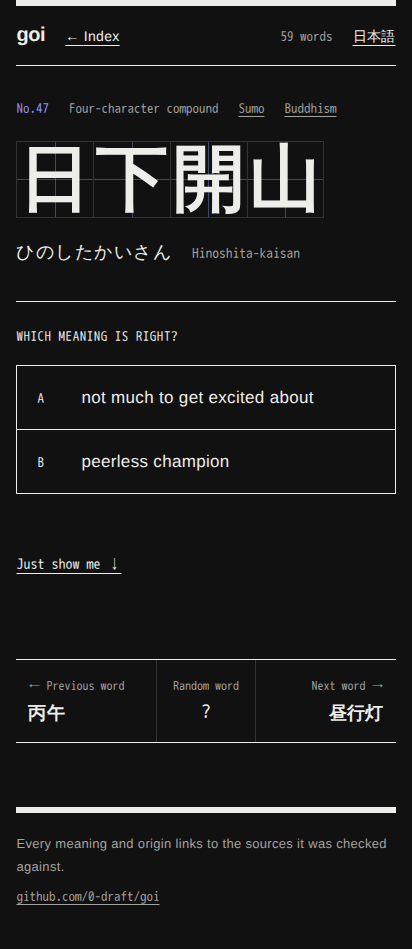 goi ← Index 59 words 日本語
No.47 Four-character compound Sumo Buddhism
日下開山
ひのしたかいさん Hinoshita-kaisan
WHICH MEANING IS RIGHT?
A not much to get excited about
B peerless champion
Just show me ↓
← Previous word Random word Next word →
丙午 ? 昼行灯
Every meaning and origin links to the sources it was checked
against.
github.com/0-draft/goi